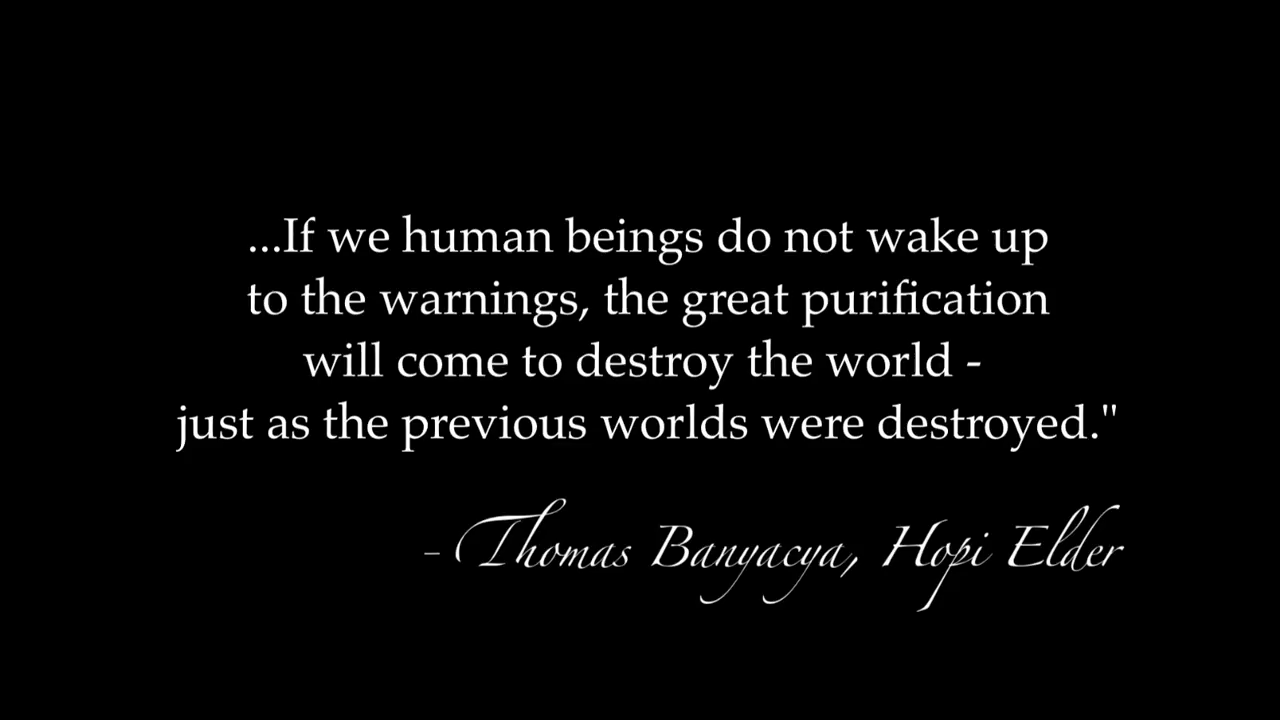 ...If we human beings do not wake up
to the warnings, the great purification
will come to destroy the world -
just as the previous worlds were destroyed."
- Thomas Banyacya, Hopi Elder